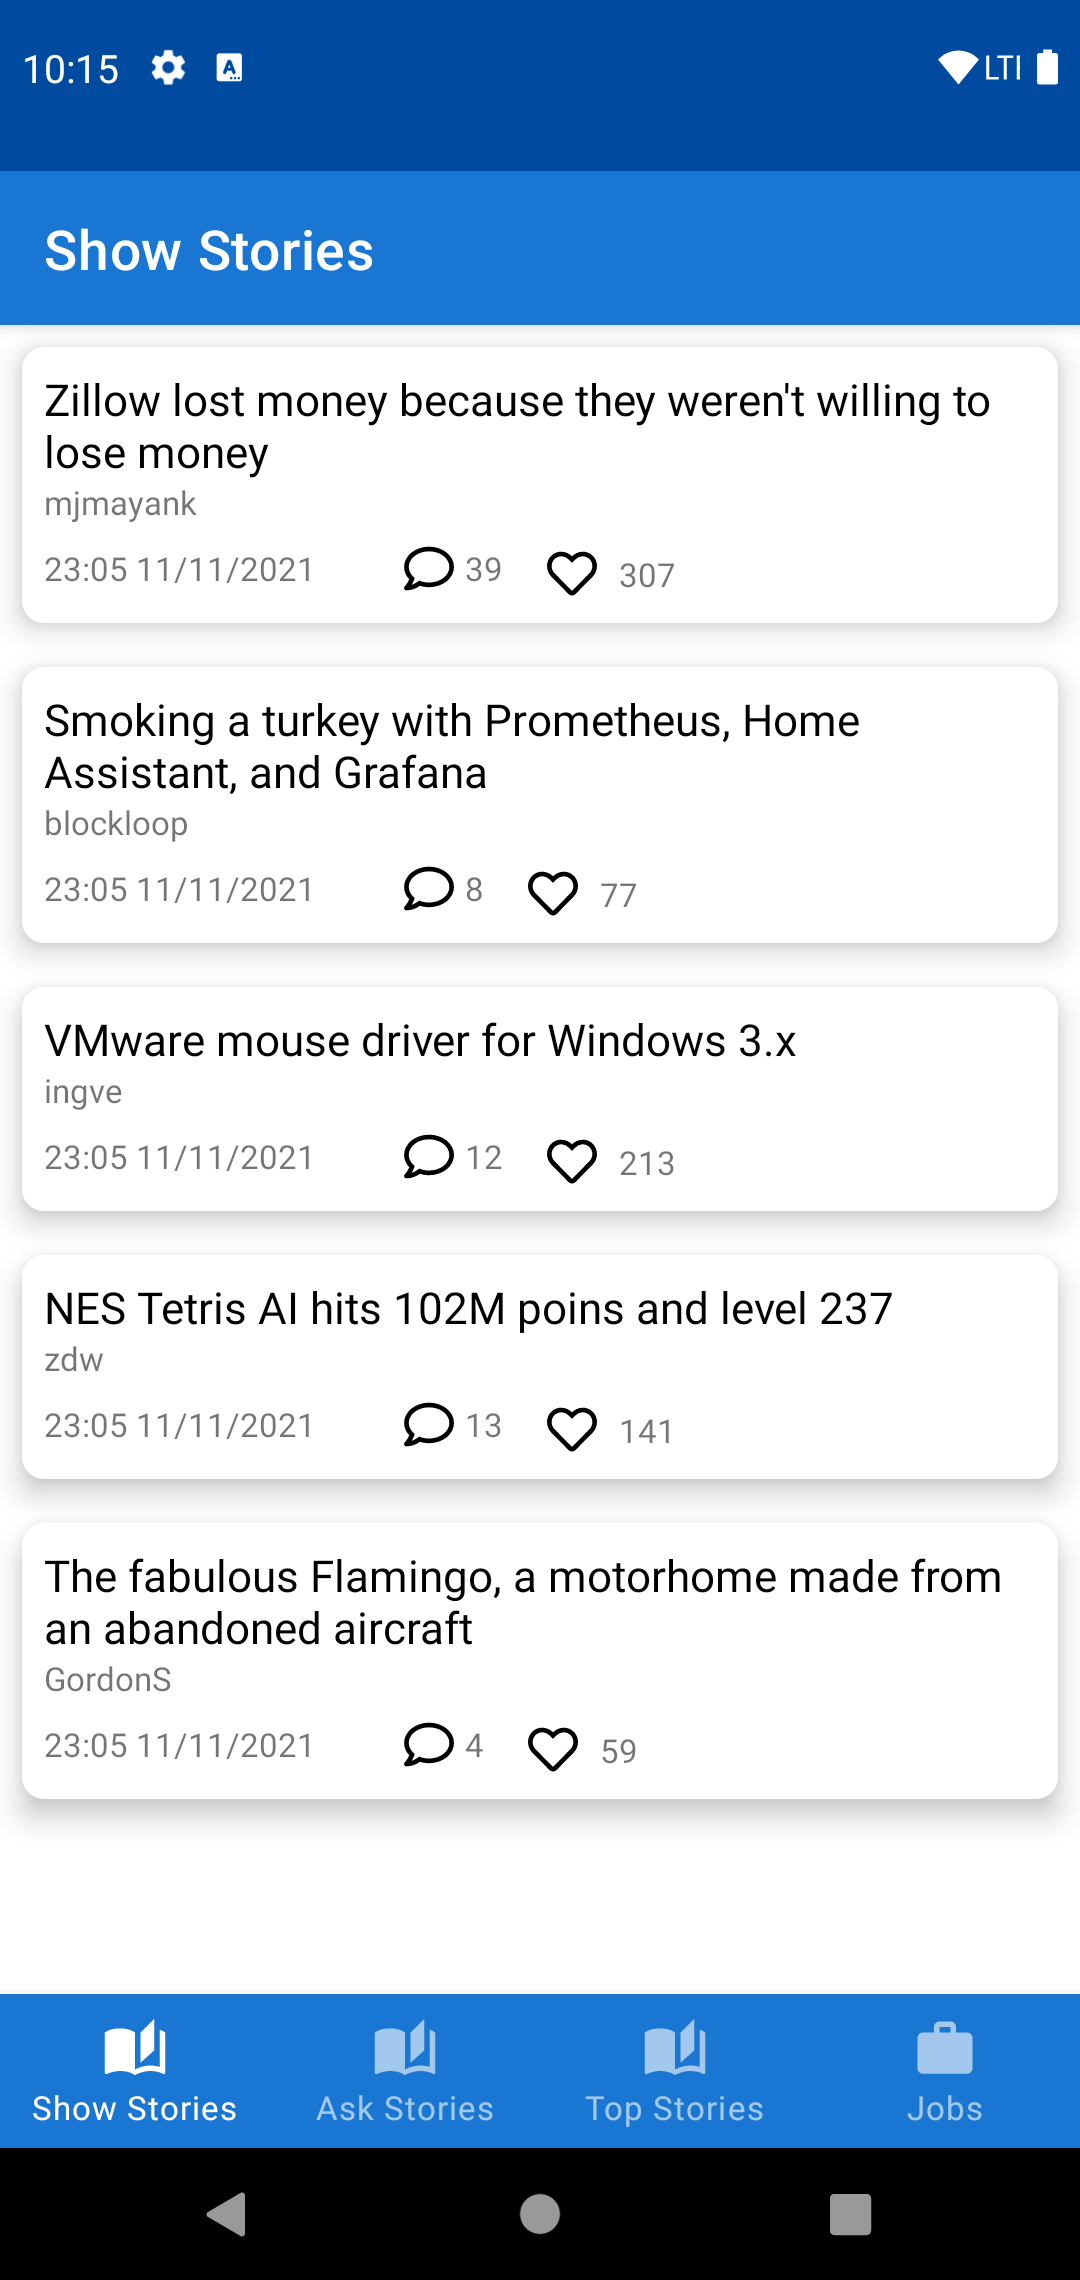 10:15 A LTE
Show Stories
Zillow lost money because they weren't willing to
lose money
mjmayank
23:05 11/11/2021 39 307
Smoking a turkey with Prometheus, Home
Assistant, and Grafana
blockloop
23:05 11/11/2021 8 77
VMware mouse driver for Windows 3.x
ingve
23:05 11/11/2021 12 213
NES Tetris AI hits 102M poins and level 237
zdw
23:05 11/11/2021 13 141
The fabulous Flamingo, a motorhome made from
an abandoned aircraft
GordonS
23:05 11/11/2021 4 59
Show Stories Ask Stories Top Stories Jobs